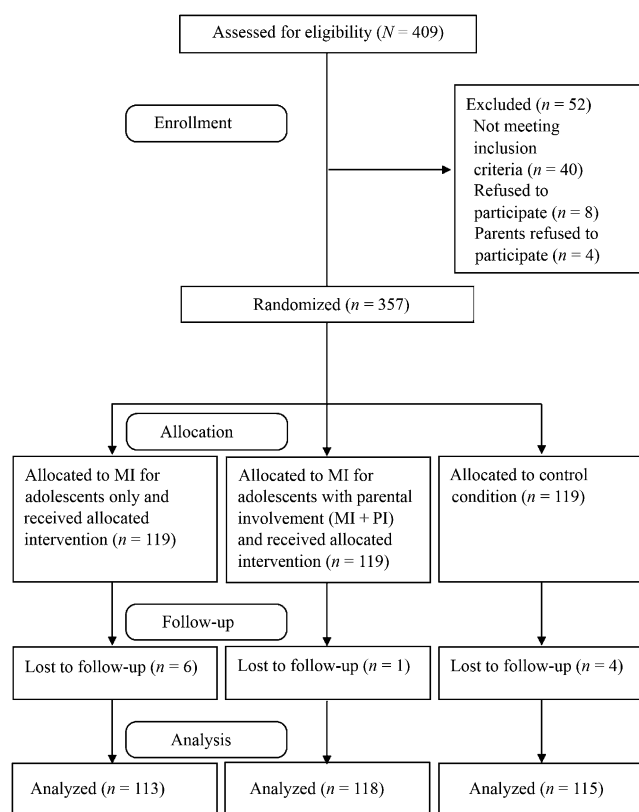 Assessed for eligibility (N = 409)
Enrollment
Excluded (n = 52)
Not meeting
inclusion
criteria (n = 40)
Refused to
participate (n = 8)
Parents refused to
participate (n = 4)
Randomized (n = 357)
Allocation
Allocated to MI for
adolescents only and
received allocated
intervention (n = 119)
Allocated to MI for
adolescents with parental
involvement (MI + PI)
and received allocated
intervention (n = 119)
Allocated to control
condition (n = 119)
Follow-up
Lost to follow-up (n = 6)
Lost to follow-up (n = 1)
Lost to follow-up (n = 4)
Analysis
Analyzed (n = 113)
Analyzed (n = 118)
Analyzed (n = 115)